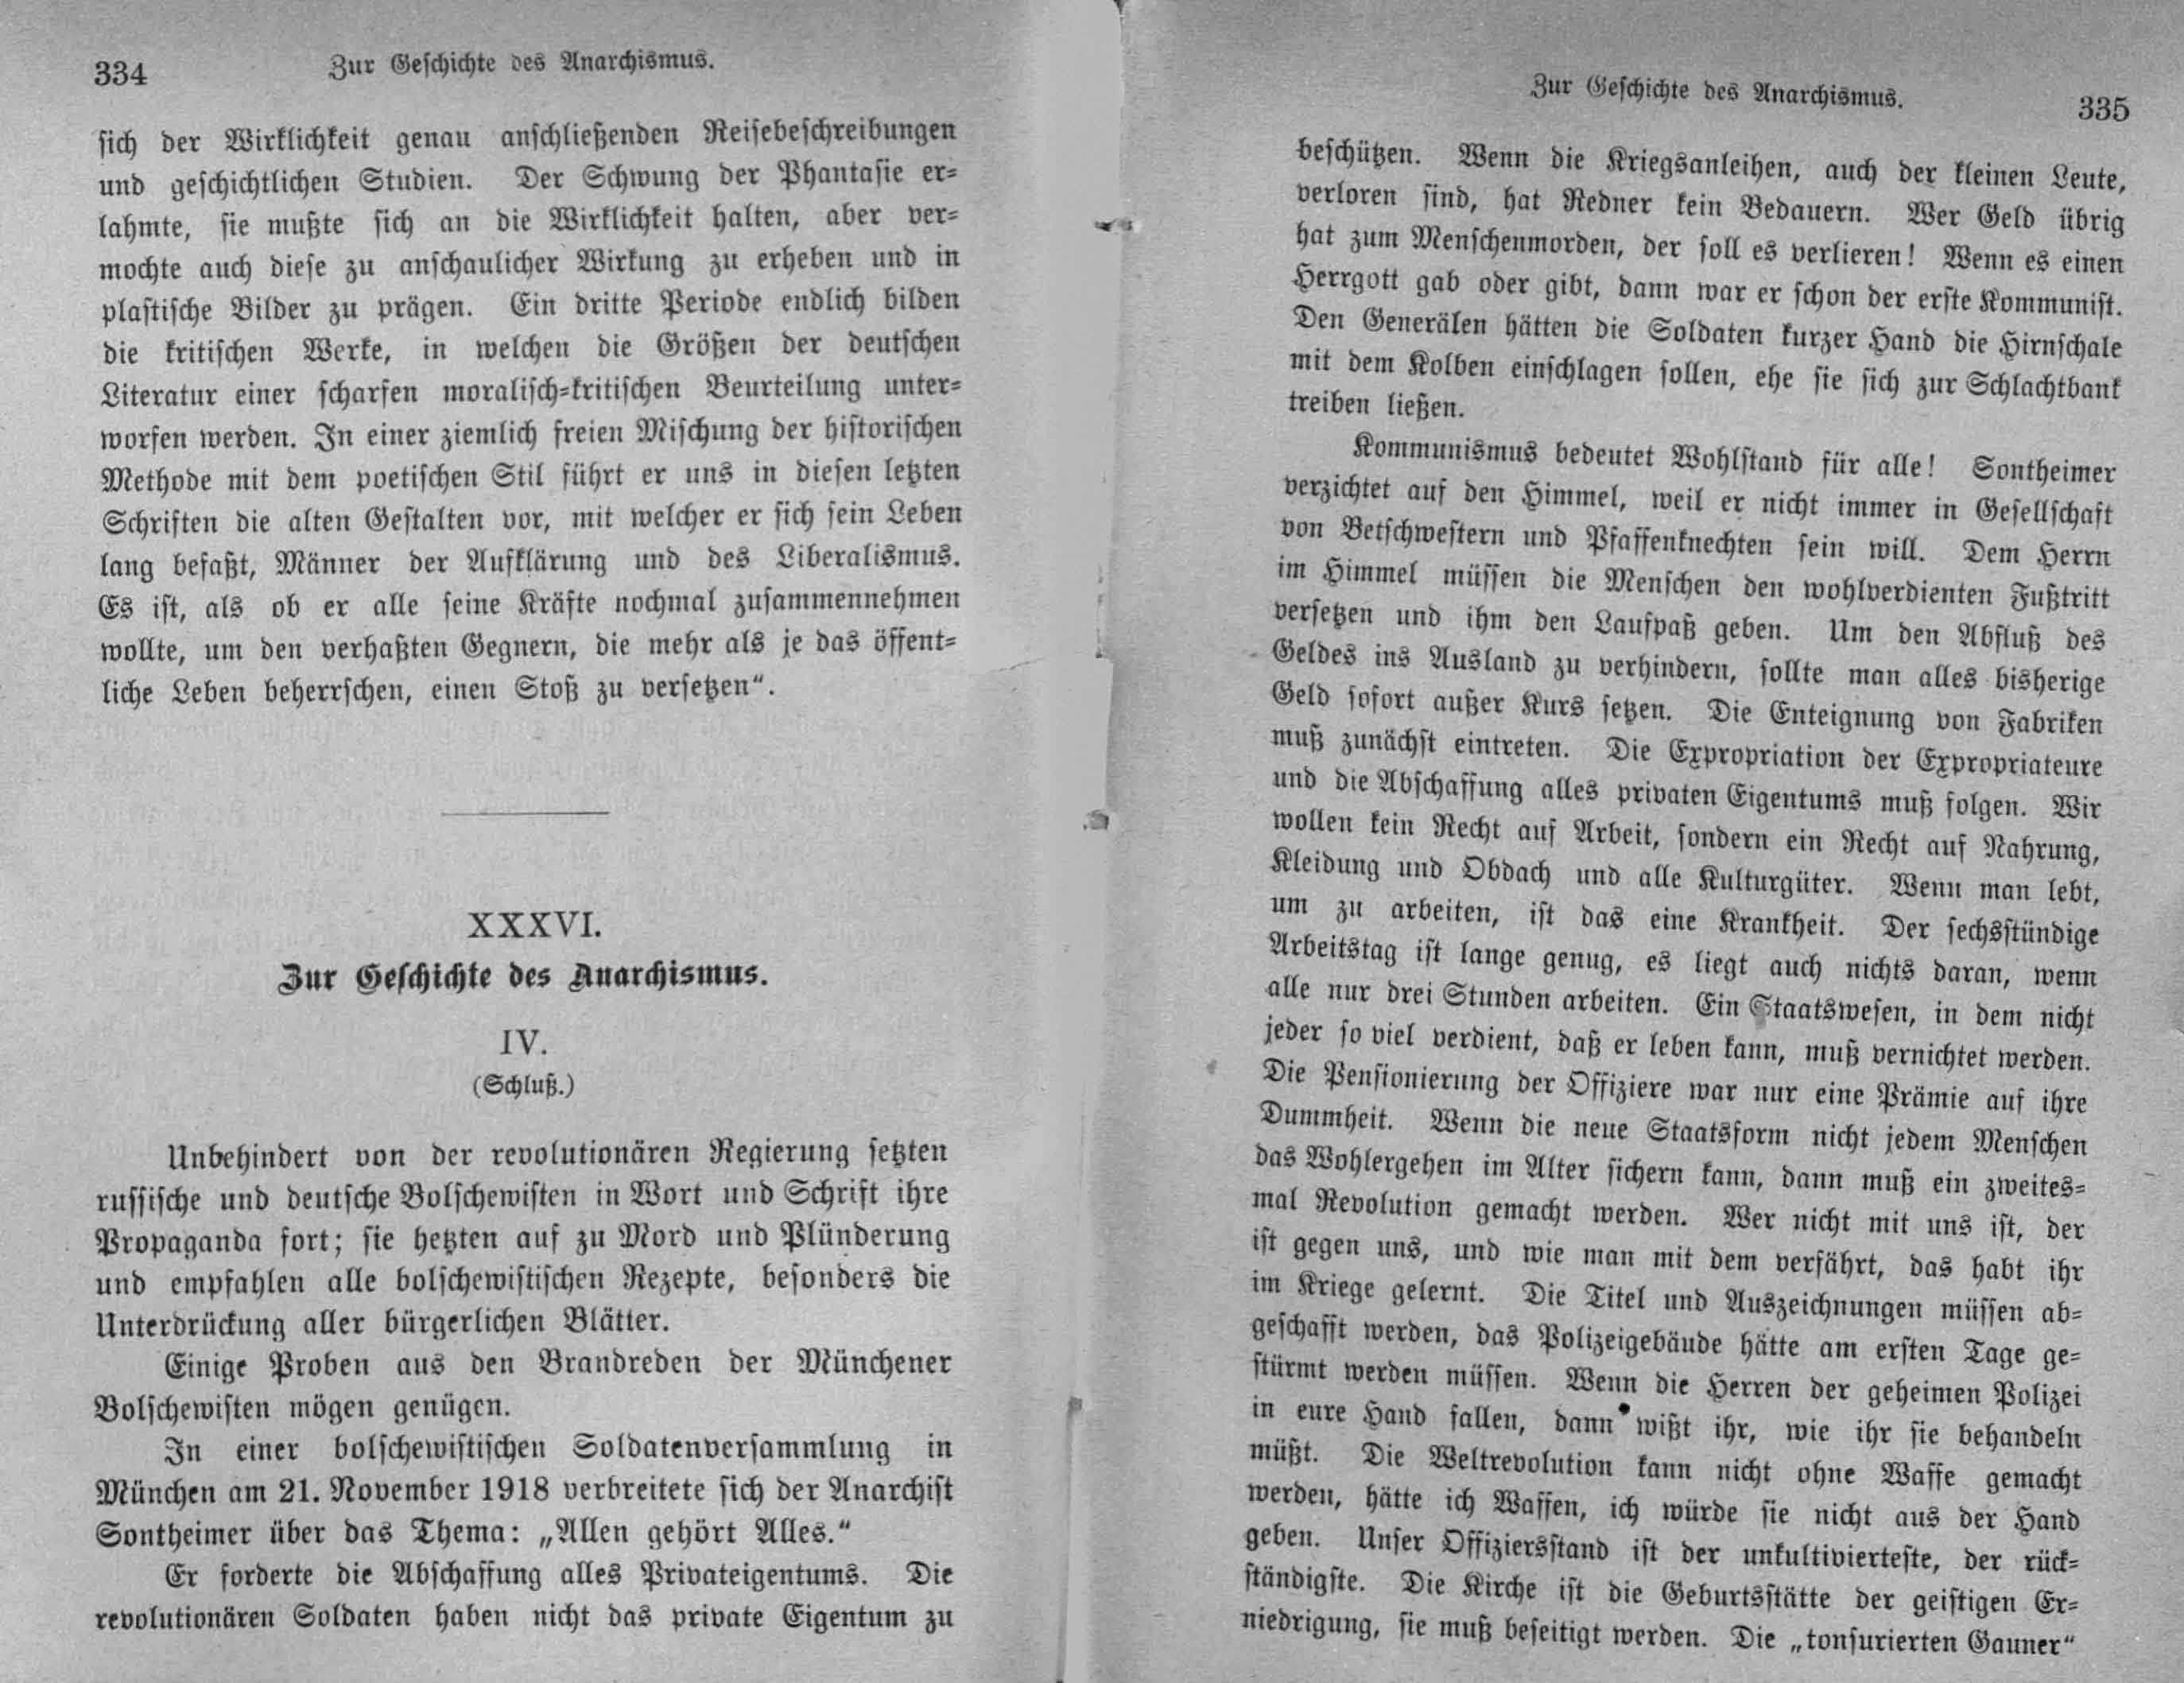 334
Zur Geschichte des Anarchismus.
sich der Wirklichkeit genau anschließenden Reisebeschreibungen
und geschichtlichen Studien. Der Schwung der Phantasie er=
lahmte, sie mußte sich an die Wirklichkeit halten, aber ver=
mochte auch diese zu anschaulicher Wirkung zu erheben und in
plastische Bilder zu prägen. Ein dritte Periode endlich bilden
die kritischen Werke, in welchen die Größen der deutschen
Literatur einer scharfen moralisch=kritischen Beurteilung unter=
worfen werden. In einer ziemlich freien Mischung der historischen
Methode mit dem poetischen Stil führt er uns in diesen letzten
Schriften die alten Gestalten vor, mit welcher er sich sein Leben
lang befaßt, Männer der Aufklärung und des Liberalismus.
Es ist, als ob er alle seine Kräfte nochmal zusammennehmen
wollte, um den verhaßten Gegnern, die mehr als je das öffent=
liche Leben beherrschen, einen Stoß zu versetzen“.
XXXVI.
Zur Geschichte des Anarchismus.
IV.
(Schluß.)
Unbehindert von der revolutionären Regierung setzten
russische und deutsche Bolschewisten in Wort und Schrift ihre
Propaganda fort; sie hetzten auf zu Mord und Plünderung
und empfahlen alle bolschewistischen Rezepte, besonders die
Unterdrückung aller bürgerlichen Blätter.
Einige Proben aus den Brandreden der Münchener
Bolschewisten mögen genügen.
In einer bolschewistischen Soldatenversammlung in
München am 21. November 1918 verbreitete sich der Anarchist
Sontheimer über das Thema: „Allen gehört Alles.“
Er forderte die Abschaffung alles Privateigentums. Die
revolutionären Soldaten haben nicht das private Eigentum zu
Zur Geschichte des Anarchismus.
335
beschützen. Wenn die Kriegsanleihen, auch der kleinen Leute,
verloren sind, hat Redner kein Bedauern. Wer Geld übrig
hat zum Menschenmorden, der soll es verlieren! Wenn es einen
Herrgott gab oder gibt, dann war er schon der erste Kommunist.
Den Generälen hätten die Soldaten kurzer Hand die Hirnschale
mit dem Kolben einschlagen sollen, ehe sie sich zur Schlachtbank
treiben ließen.
Kommunismus bedeutet Wohlstand für alle! Sontheimer
verzichtet auf den Himmel, weil er nicht immer in Gesellschaft
von Betschwestern und Pfaffenknechten sein will. Dem Herrn
im Himmel müssen die Menschen den wohlverdienten Fußtritt
versetzen und ihm den Laufpaß geben. Um den Abfluß des
Geldes ins Ausland zu verhindern, sollte man alles bisherige
Geld sofort außer Kurs setzen. Die Enteignung von Fabriken
muß zunächst eintreten. Die Expropriation der Expropriateure
und die Abschaffung alles privaten Eigentums muß folgen. Wir
wollen kein Recht auf Arbeit, sondern ein Recht auf Nahrung,
Kleidung und Obdach und alle Kulturgüter. Wenn man lebt,
um zu arbeiten, ist das eine Krankheit. Der sechsstündige
Arbeitstag ist lange genug, es liegt auch nichts daran, wenn
alle nur drei Stunden arbeiten. Ein Staatswesen, in dem nicht
jeder so viel verdient, daß er leben kann, muß vernichtet werden.
Die Pensionierung der Offiziere war nur eine Prämie auf ihre
Dummheit. Wenn die neue Staatsform nicht jedem Menschen
das Wohlergehen im Alter sichern kann, dann muß ein zweites=
mal Revolution gemacht werden. Wer nicht mit uns ist, der
ist gegen uns, und wie man mit dem verfährt, das habt ihr
im Kriege gelernt. Die Titel und Auszeichnungen müssen ab=
geschafft werden, das Polizeigebäude hätte am ersten Tage ge=
stürmt werden müssen. Wenn die Herren der geheimen Polizei
in eure Hand fallen, dann wißt ihr, wie ihr sie behandeln
müßt. Die Weltrevolution kann nicht ohne Waffe gemacht
werden, hätte ich Waffen, ich würde sie nicht aus der Hand
geben. Unser Offiziersstand ist der unkultivierteste, der rück=
ständigste. Die Kirche ist die Geburtsstätte der geistigen Er=
niedrigung, sie muß beseitigt werden. Die „tonsurierten Gauner“